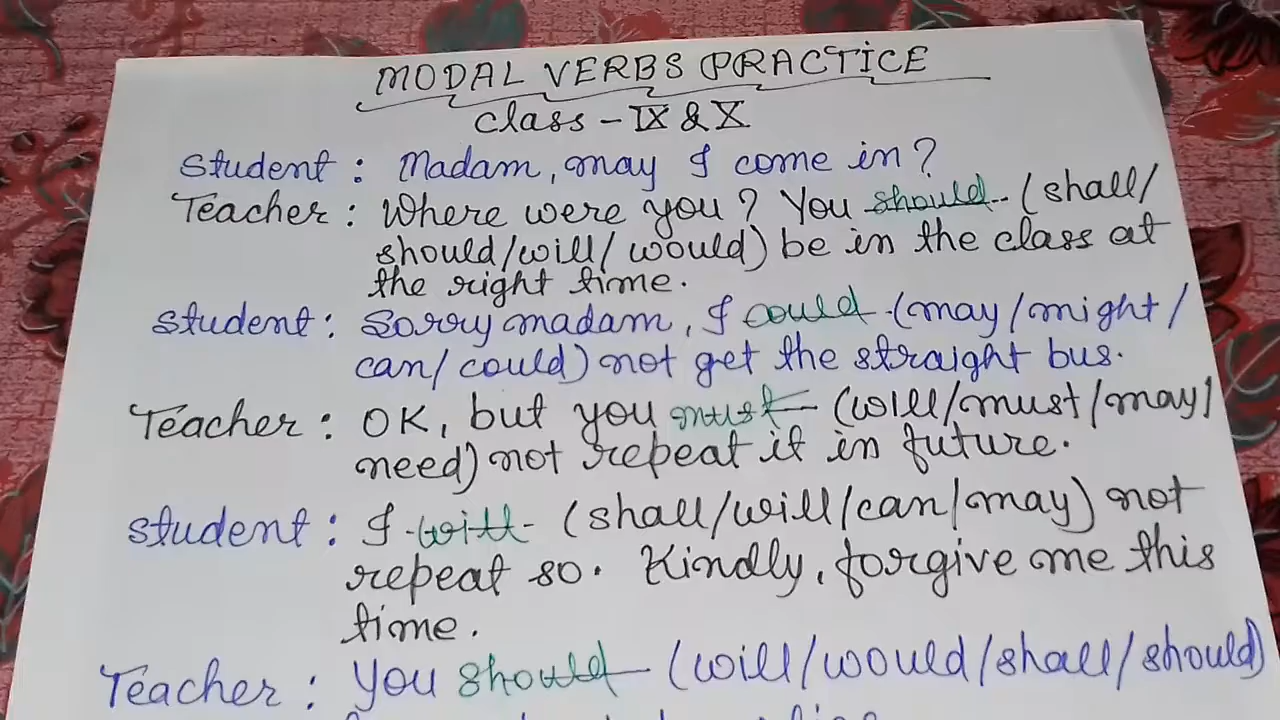 MODAL VERBS PRACTICE
Class - IX & X
Student : Madam, may I come in?
Teacher : Where were you? You should (shall/
should/will/would) be in the class at
the right time.
Student : Sorry madam, I could (may/might/
can/could) not get the straight bus.
Teacher : OK, but you must (will/must/may/
need) not repeat it in future.
Student : I will (shall/will/can/may) not
repeat so. Kindly, forgive me this
time.
Teacher : You should (will/would/shall/should)